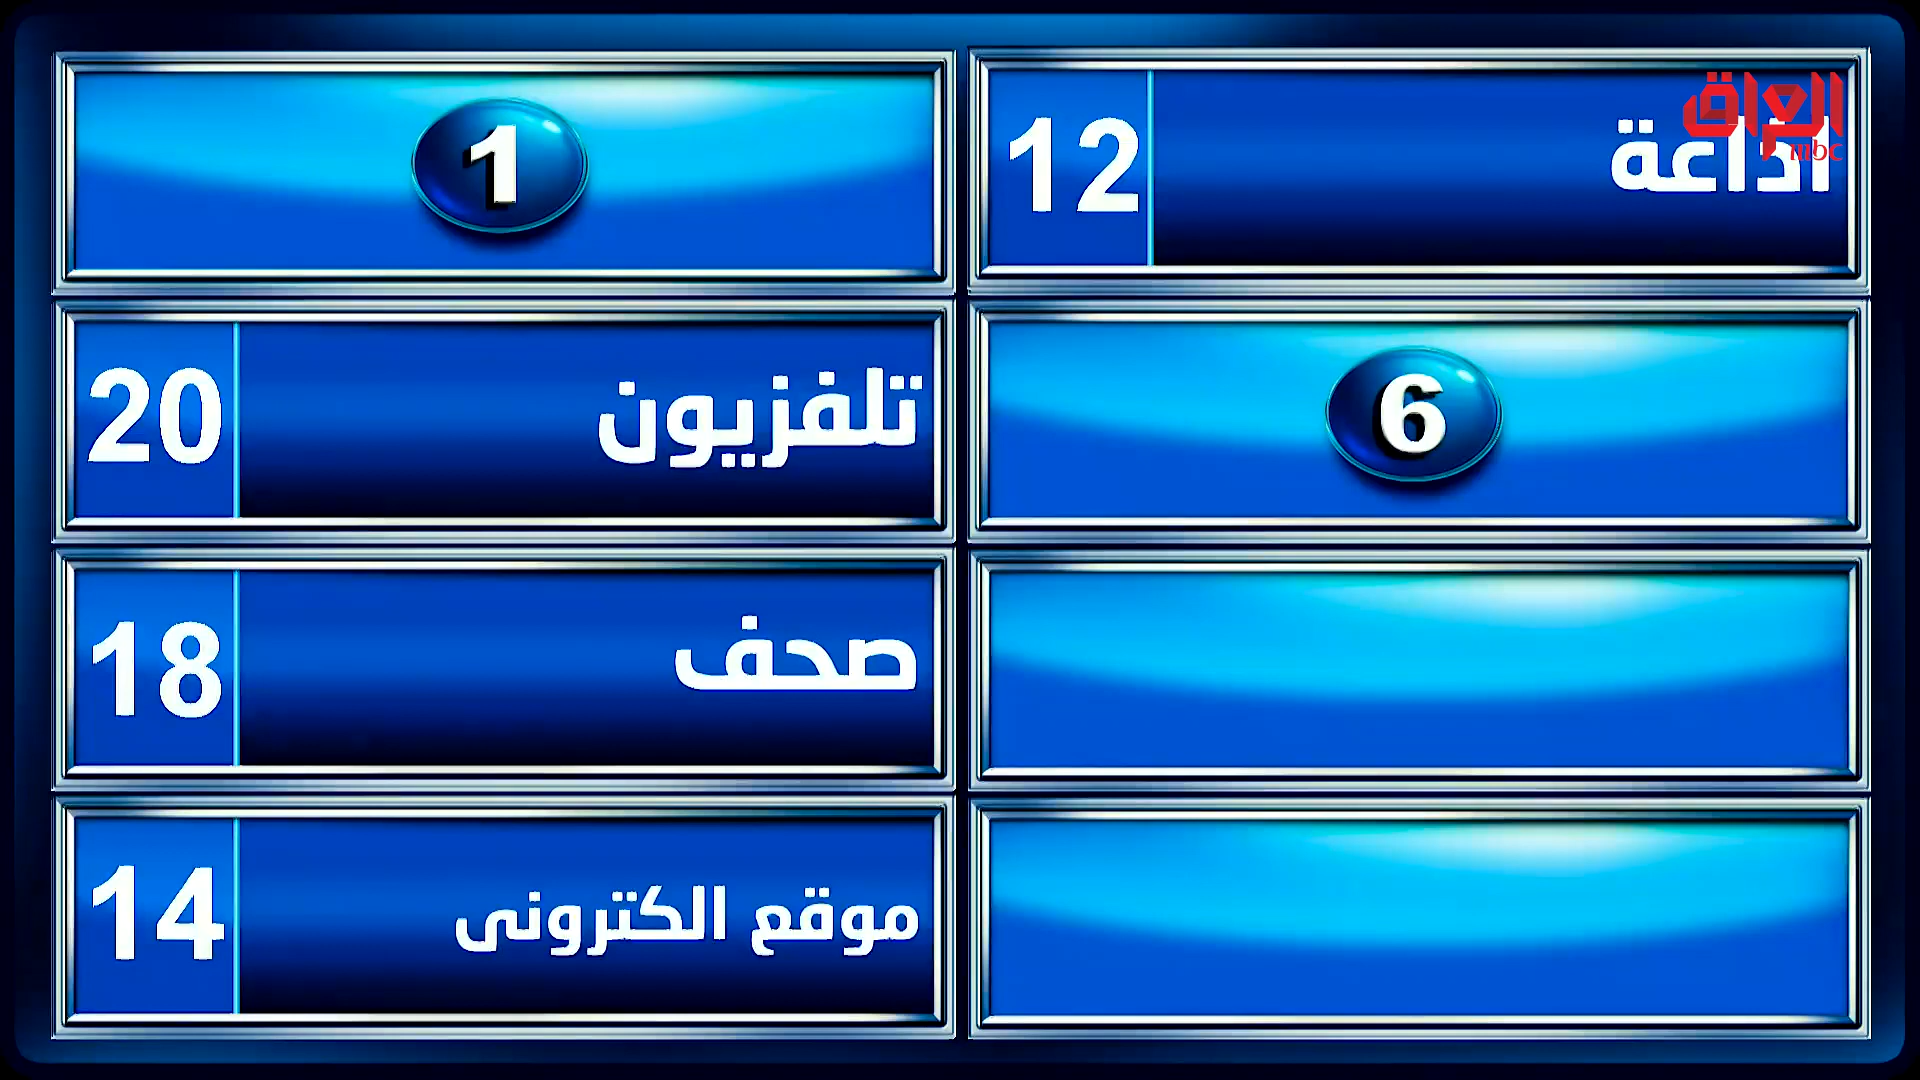 1
20 تلفزيون
18 صحف
14 موقع الكترونى
12 اذاعة
6
العراق
mbc